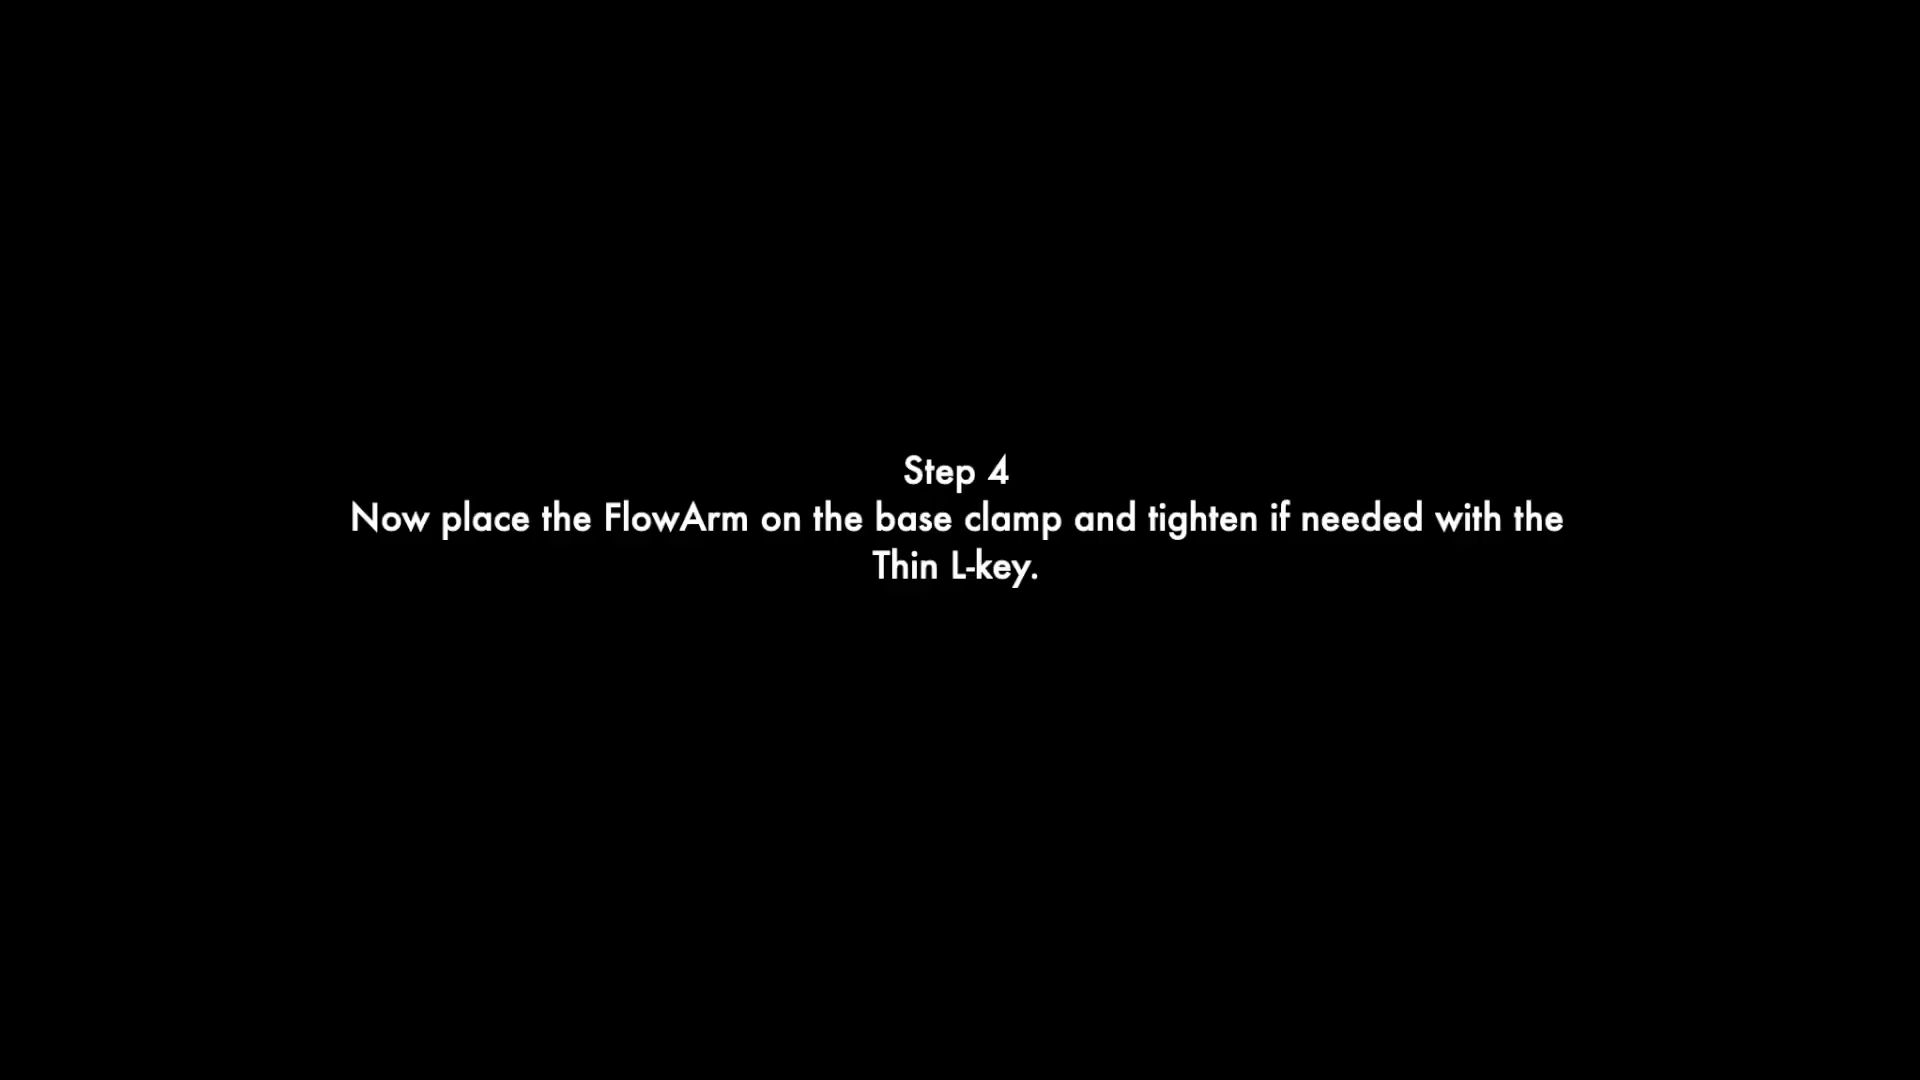 Step 4
Now place the FlowArm on the base clamp and tighten if needed with the
Thin L-key.